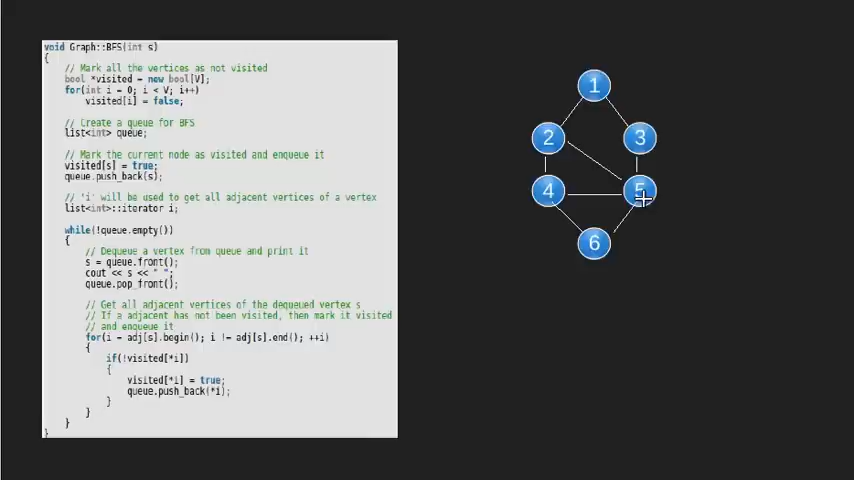 void Graph::BFS(int s)
{
// Mark all the vertices as not visited
bool *visited = new bool[V];
for(int i = 0; i < V; i++)
visited[i] = false;
// Create a queue for BFS
list<int> queue;
// Mark the current node as visited and enqueue it
visited[s] = true;
queue.push_back(s);
// 'i' will be used to get all adjacent vertices of a vertex
list<int>::iterator i;
while(!queue.empty())
{
// Dequeue a vertex from queue and print it
s = queue.front();
cout << s << " ";
queue.pop_front();
// Get all adjacent vertices of the dequeued vertex s
// If a adjacent has not been visited, then mark it visited
// and enqueue it
for(i = adj[s].begin(); i != adj[s].end(); ++i)
{
if(!visited[*i])
{
visited[*i] = true;
queue.push_back(*i);
}
}
}
}
1
2 3
4 5
6